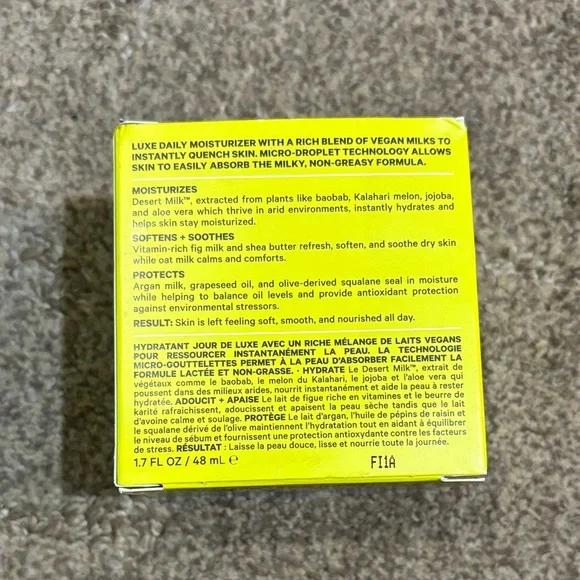 LUXE DAILY MOISTURIZER WITH A RICH BLEND OF VEGAN MILKS TO
INSTANTLY QUENCH SKIN. MICRO-DROPLET TECHNOLOGY ALLOWS
SKIN TO EASILY ABSORB THE MILKY, NON-GREASY FORMULA.
MOISTURIZES
Desert Milk™, extracted from plants like baobab, Kalahari melon, jojoba,
and aloe vera which thrive in arid environments, instantly hydrates and
helps skin stay moisturized.
SOFTENS + SOOTHES
Vitamin-rich fig milk and shea butter refresh, soften, and soothe dry skin
while oat milk calms and comforts.
PROTECTS
Argan milk, grapeseed oil, and olive-derived squalane seal in moisture
while helping to balance oil levels and provide antioxidant protection
against environmental stressors.
RESULT: Skin is left feeling soft, smooth, and nourished all day.
HYDRATANT JOUR DE LUXE AVEC UN RICHE MÉLANGE DE LAITS VEGANS
POUR RESSOURCER INSTANTANÉMENT LA PEAU. LA TECHNOLOGIE
MICRO-GOUTTELETTES PERMET À LA PEAU D'ABSORBER FACILEMENT LA
FORMULE LACTÉE ET NON-GRASSE. · HYDRATE Le Desert Milk™, extrait de
végétaux comme le baobab, le melon du Kalahari, le jojoba et l'aloe vera qui
poussent dans des milieux arides, nourrit instantanément et aide la peau à rester
hydratée. ADOUCIT + APAISE Le lait de figue riche en vitamines et le beurre de
karité rafraichissent, adoucissent et apaisent la peau sèche tandis que le lait
d'avoine calme et soulage. PROTÈGE Le lait d'argan, l'huile de pépins de raisin et
le squalane dérivé de l'olive maintiennent l'hydratation tout en aidant à équilibrer
le niveau de sébum et fournissent une protection antioxydante contre les facteurs
de stress. RÉSULTAT : Laisse la peau douce, lisse et nourrie toute la journée.
1.7 FL OZ / 48 mL ℮ FI1A